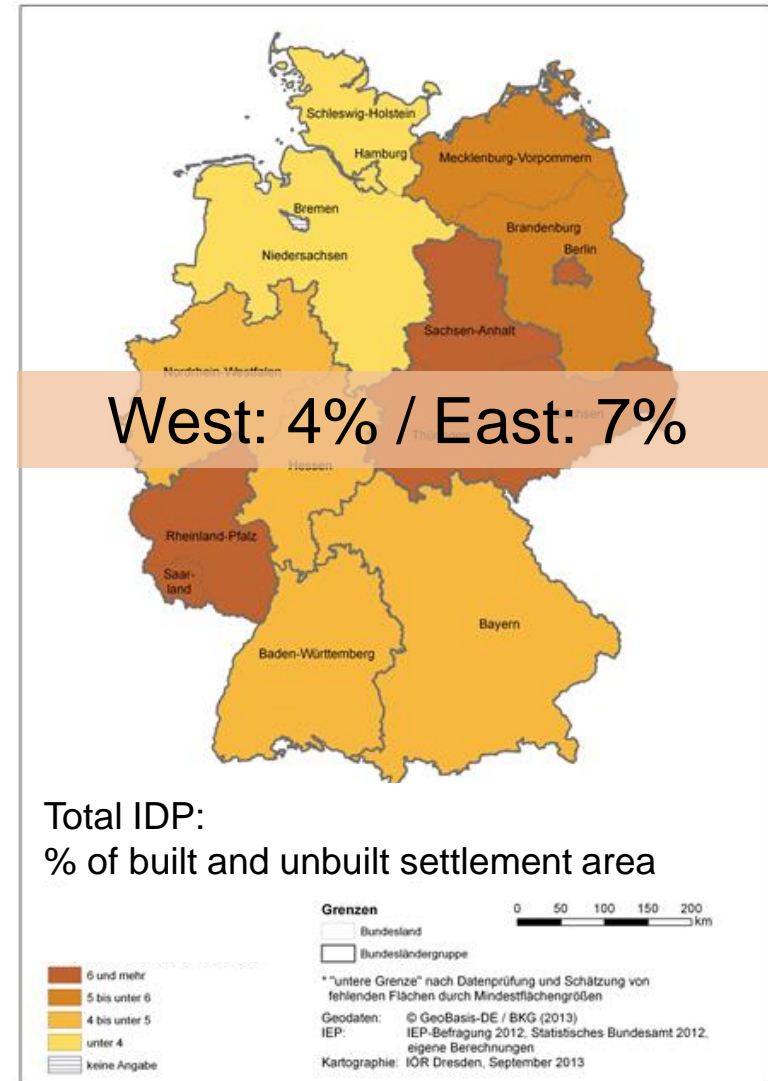 Schleswig-Holstein
Hamburg
Mecklenburg-Vorpommern
Bremen
Brandenburg
Berlin
Niedersachsen
Sachsen-Anhalt
Nordrhein-Westfalen
West: 4% / East: 7%
Hessen
Rheinland-Pfalz
Saar-
land
Bayern
Baden-Württemberg
Total IDP:
% of built and unbuilt settlement area
Grenzen
Bundesland
Bundesländergruppe
0 50 100 150 200
km
6 und mehr
5 bis unter 6
4 bis unter 5
unter 4
keine Angabe
* "untere Grenze" nach Datenprüfung und Schätzung von
fehlenden Flächen durch Mindestflächengrößen
Geodaten: © GeoBasis-DE / BKG (2013)
IEP: IEP-Befragung 2012, Statistisches Bundesamt 2012,
eigene Berechnungen
Kartographie: IÖR Dresden, September 2013